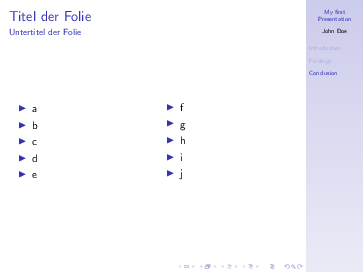 Titel der Folie
Untertitel der Folie
a
b
c
d
e
f
g
h
i
j
My first
Presentation
John Doe
Introduction
Findings
Conclusion